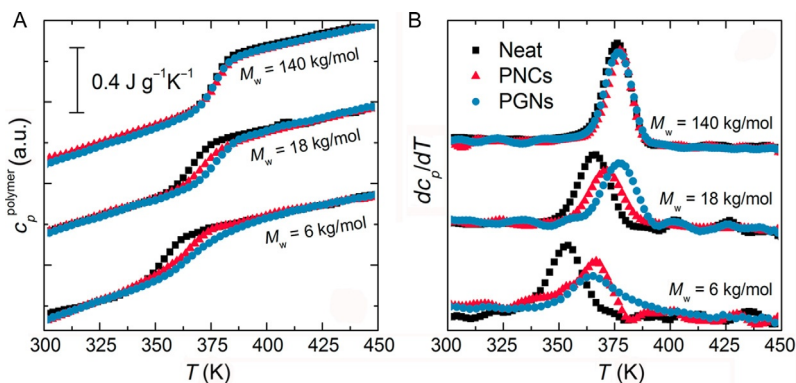 A
c_p^polymer (a.u.)
0.4 J g⁻¹K⁻¹
M_w = 140 kg/mol
M_w = 18 kg/mol
M_w = 6 kg/mol
300 325 350 375 400 425 450
T (K)
B
dc_p/dT
Neat
PNCs
PGNs
M_w = 140 kg/mol
M_w = 18 kg/mol
M_w = 6 kg/mol
300 325 350 375 400 425 450
T (K)